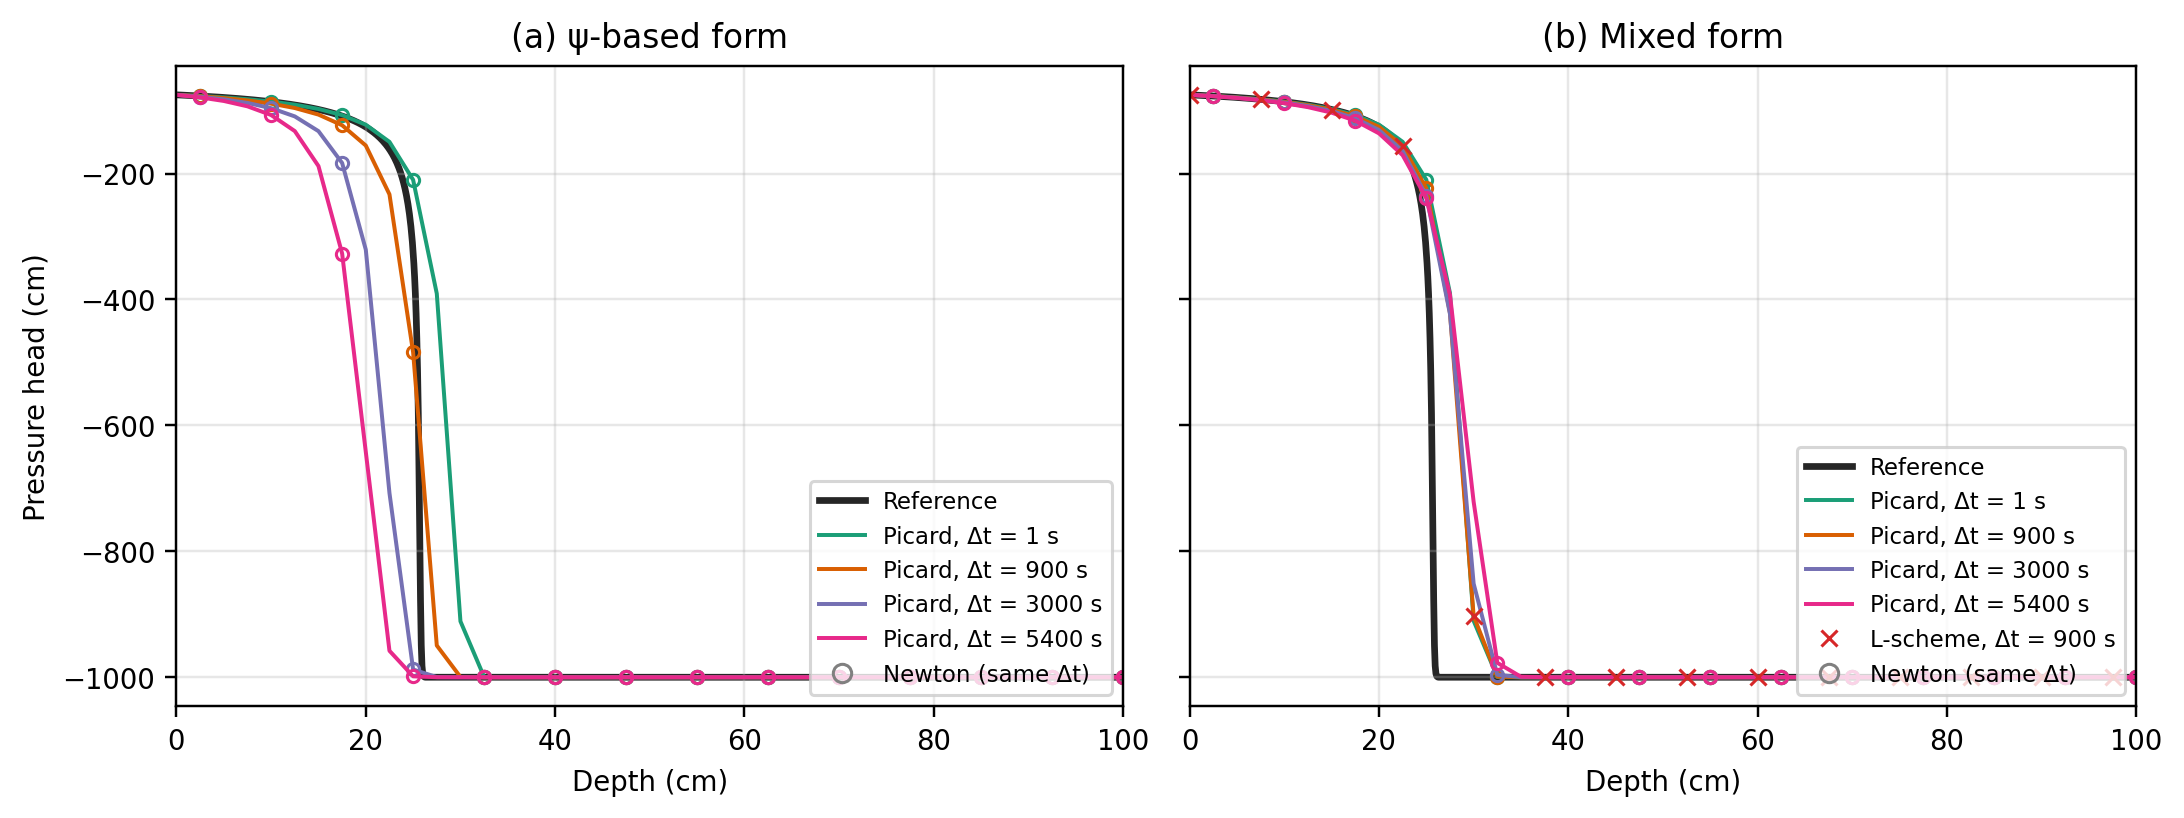 (a) ψ-based form
Pressure head (cm)
−200
−400
−600
−800
−1000
0 20 40 60 80 100
Depth (cm)
Reference
Picard, Δt = 1 s
Picard, Δt = 900 s
Picard, Δt = 3000 s
Picard, Δt = 5400 s
Newton (same Δt)
(b) Mixed form
0 20 40 60 80 100
Depth (cm)
Reference
Picard, Δt = 1 s
Picard, Δt = 900 s
Picard, Δt = 3000 s
Picard, Δt = 5400 s
L-scheme, Δt = 900 s
Newton (same Δt)